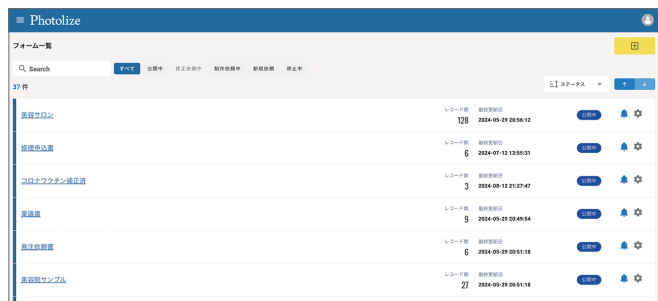 Photolize
フォーム一覧
Search
すべて 公開中 修正依頼中 制作依頼中 新規依頼 停止中
37 件
ステータス
美容サロン レコード数 128 最終更新日 2024-05-29 20:56:12 公開中
修理申込書 レコード数 6 最終更新日 2024-07-12 13:55:31 公開中
コロナワクチン補正済 レコード数 3 最終更新日 2024-08-12 21:27:47 公開中
稟議書 レコード数 9 最終更新日 2024-05-29 20:49:54 公開中
発注依頼書 レコード数 6 最終更新日 2024-05-29 20:51:18 公開中
美容院サンプル レコード数 27 最終更新日 2024-05-29 20:51:18 公開中